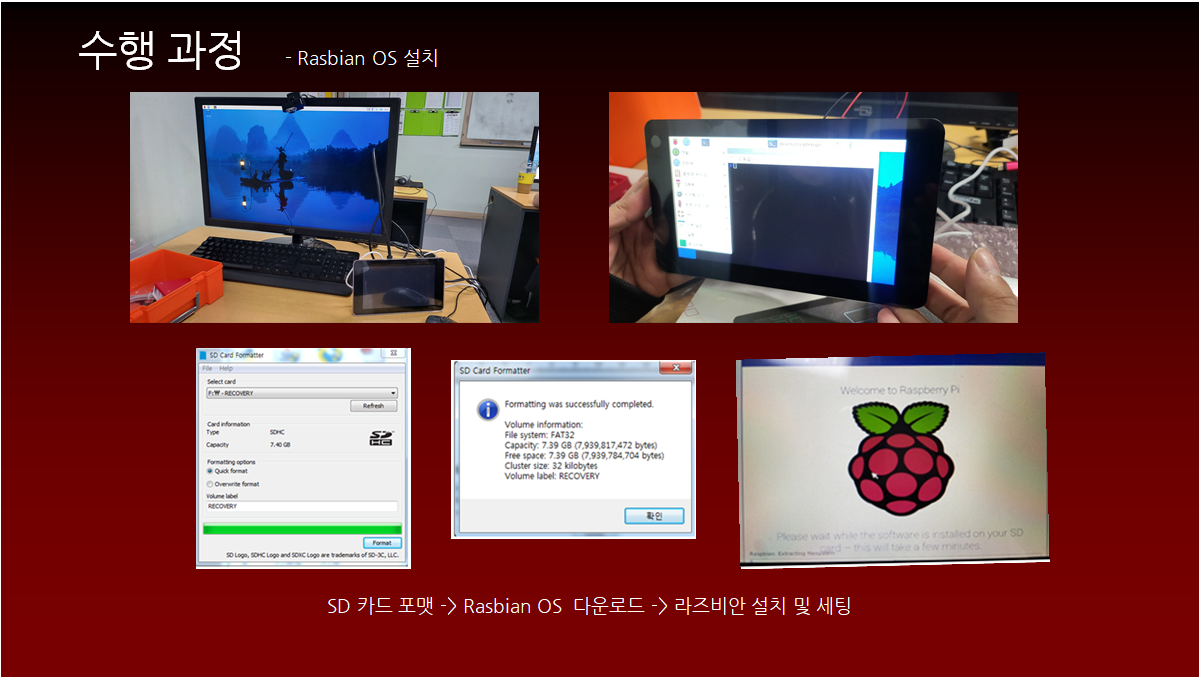 수행 과정
- Rasbian OS 설치
SD Card Formatter
File Help
Select card
F:\ - RECOVERY
Refresh
Card information
Type SDHC
Capacity 7.40 GB
SD
HC
Formatting options
Quick format
Overwrite format
Volume label
RECOVERY
Format
SD Logo, SDHC Logo and SDXC Logo are trademarks of SD-3C, LLC.
SD Card Formatter
Formatting was successfully completed.
Volume information:
File system: FAT32
Capacity: 7.39 GB (7,939,817,472 bytes)
Free space: 7.39 GB (7,939,784,704 bytes)
Cluster size: 32 kilobytes
Volume label: RECOVERY
확인
Welcome to Raspberry Pi
Please wait while the software is installed on your SD
card – this will take a few minutes.
Raspbian: Extracting filesystem
SD 카드 포맷 -> Rasbian OS 다운로드 -> 라즈비안 설치 및 세팅